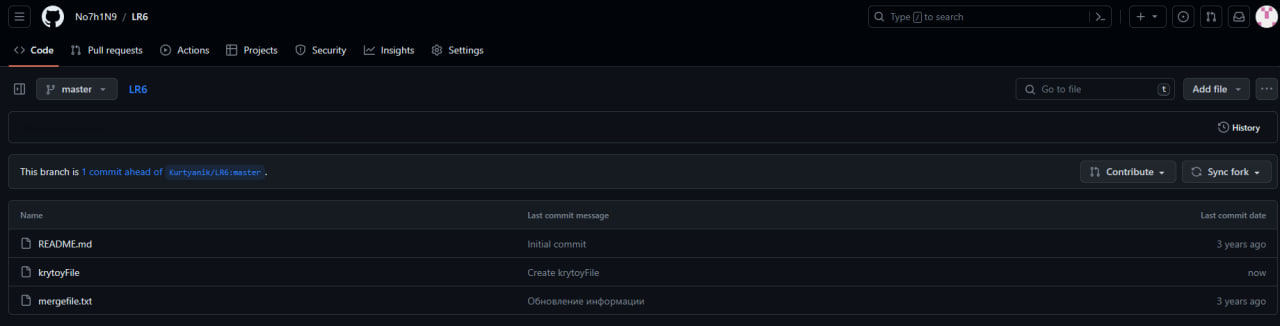 No7h1N9 / LR6
Type / to search
Code Pull requests Actions Projects Security Insights Settings
master LR6 Go to file t Add file
History
This branch is 1 commit ahead of Kurtyanik/LR6:master . Contribute Sync fork
Name Last commit message Last commit date
README.md Initial commit 3 years ago
krytoyFile Create krytoyFile now
mergefile.txt Обновление информации 3 years ago